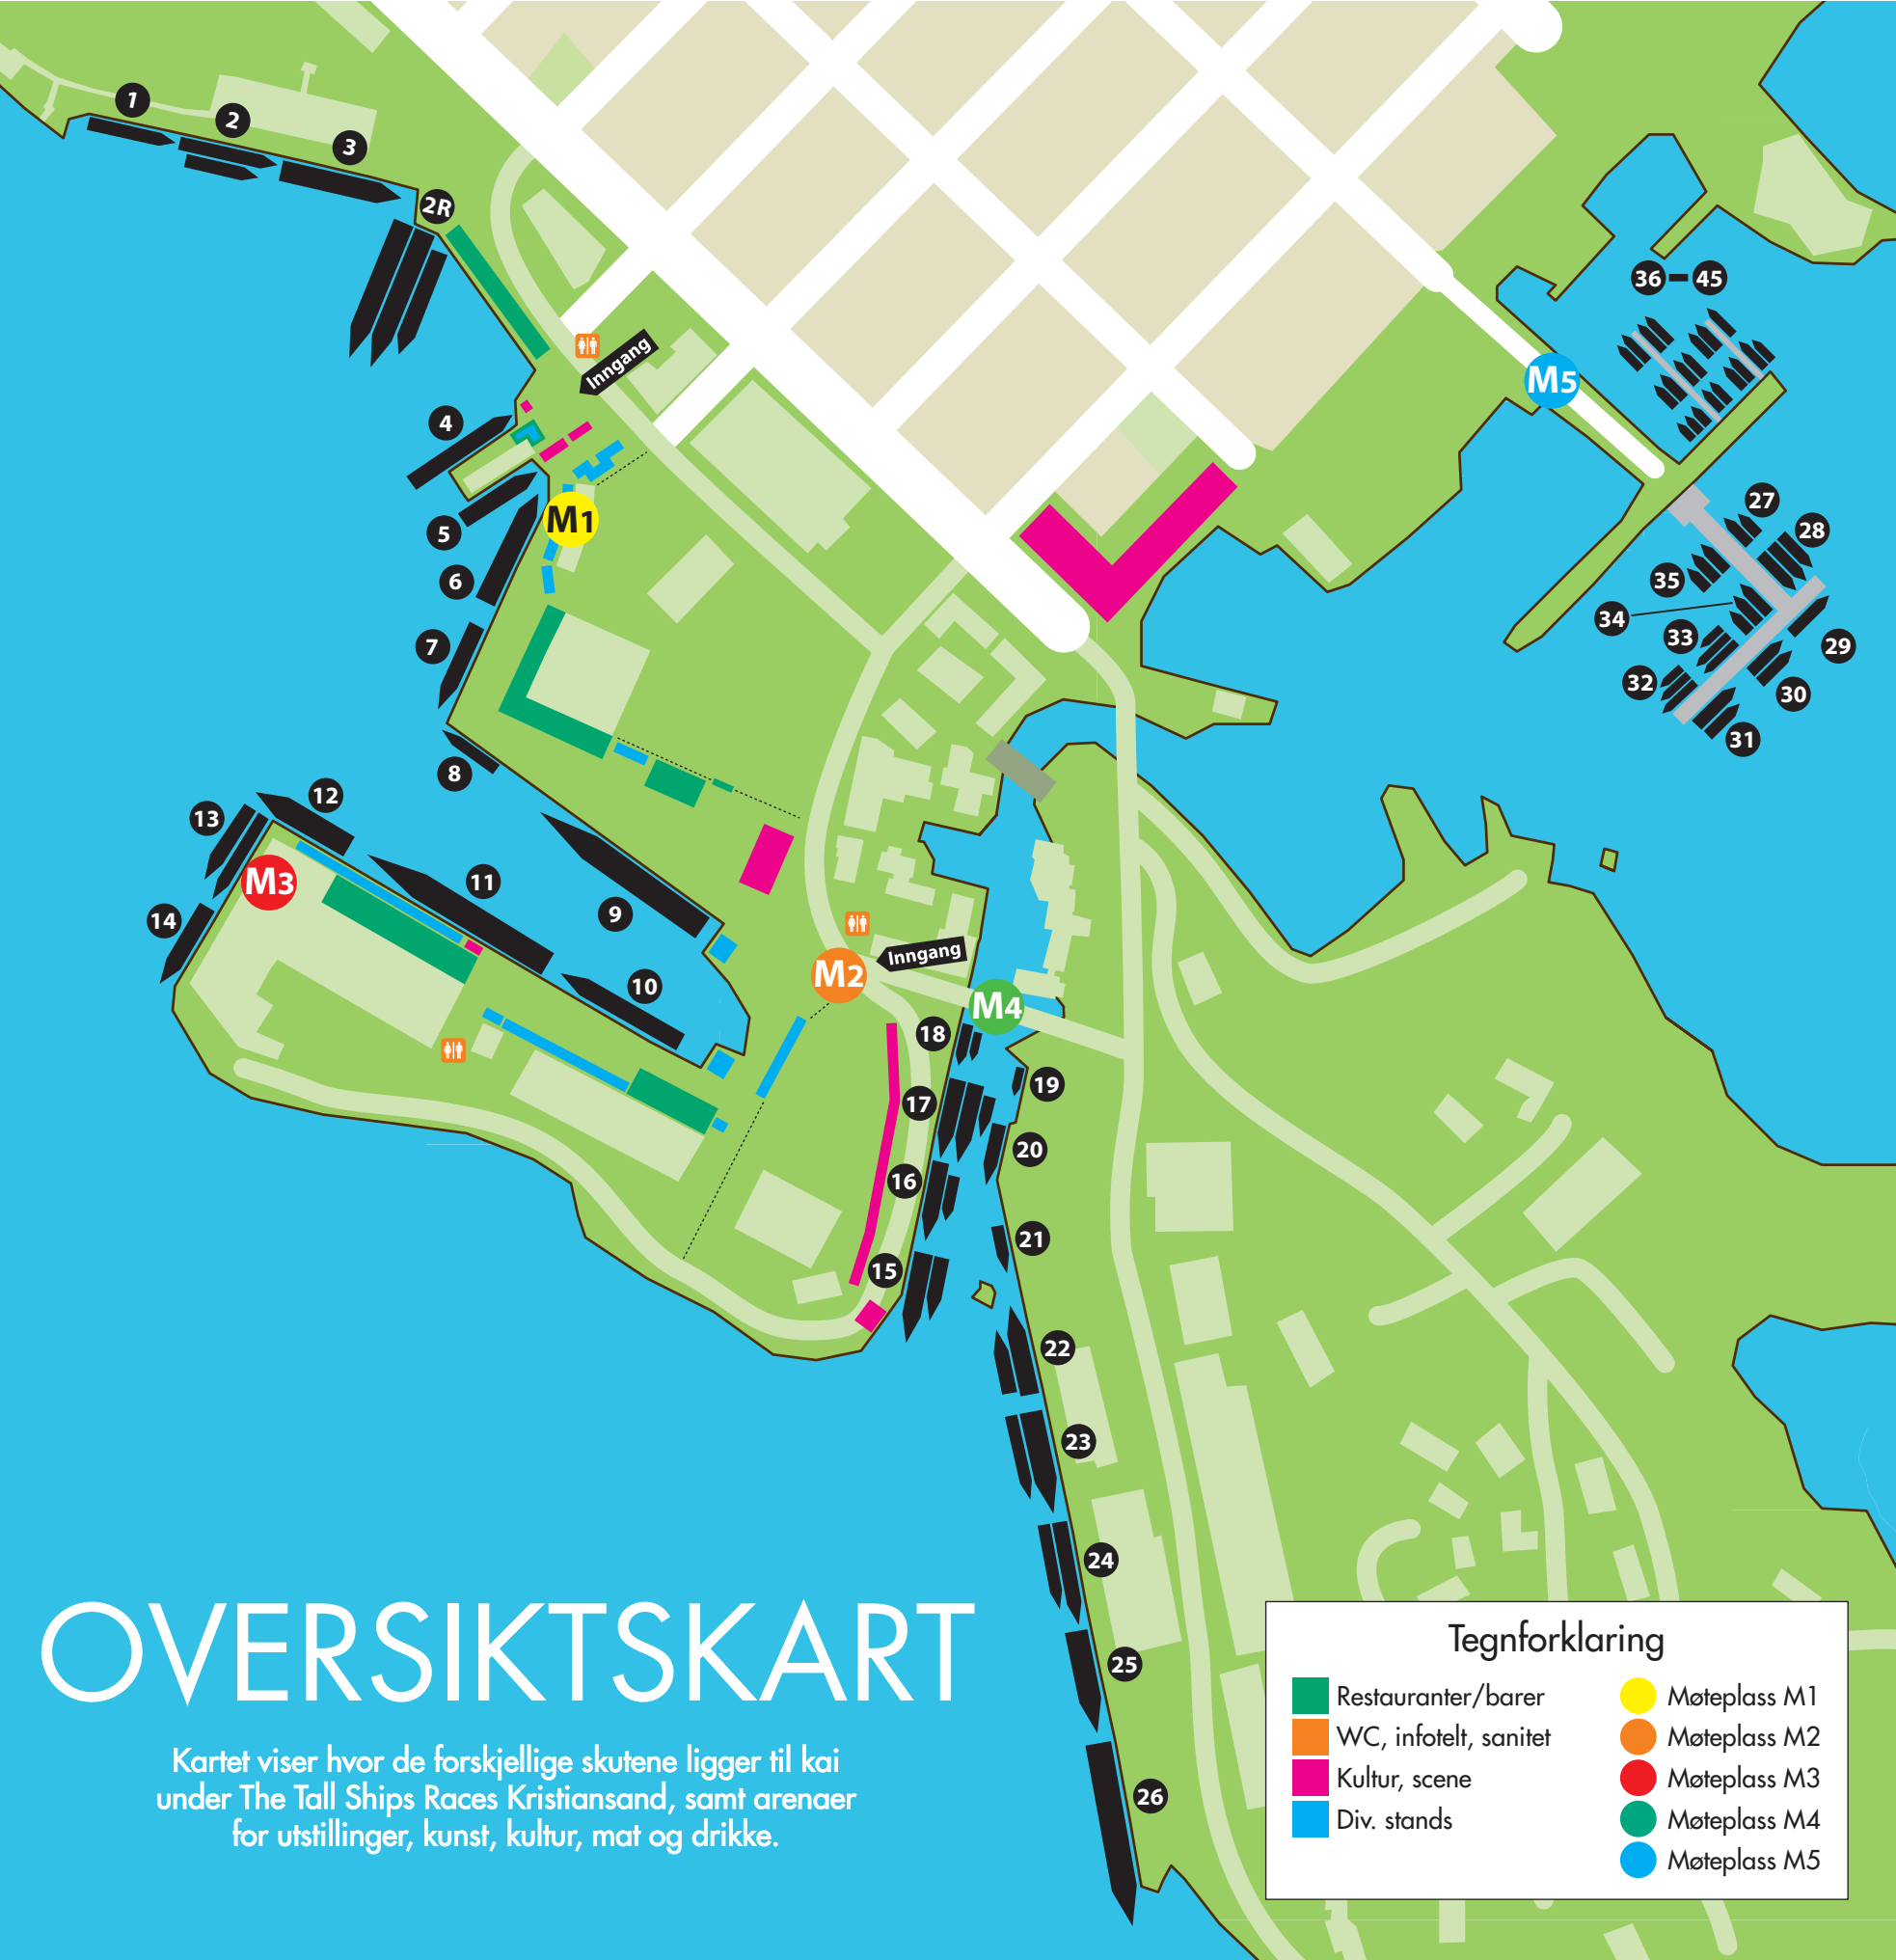 1
2
3
2R
36 – 45
Inngang
M5
4
M1
5
6
7
8
27
28
35
34
33
29
32
30
31
12
13
M3
11
14
9
10
Inngang
M2
M4
18
19
17
20
16
21
15
22
23
24
25
26
OVERSIKTSKART
Kartet viser hvor de forskjellige skutene ligger til kai
under The Tall Ships Races Kristiansand, samt arenaer
for utstillinger, kunst, kultur, mat og drikke.
Tegnforklaring
Restauranter/barer
WC, infotelt, sanitet
Kultur, scene
Div. stands
Møteplass M1
Møteplass M2
Møteplass M3
Møteplass M4
Møteplass M5